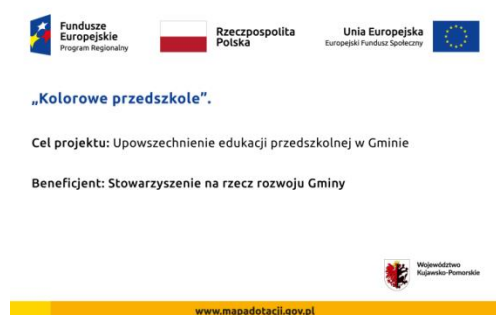 Fundusze
Europejskie
Program Regionalny
Rzeczpospolita
Polska
Unia Europejska
Europejski Fundusz Społeczny
„Kolorowe przedszkole”.
Cel projektu: Upowszechnienie edukacji przedszkolnej w Gminie
Beneficjent: Stowarzyszenie na rzecz rozwoju Gminy
Województwo
Kujawsko-Pomorskie
www.mapadotacji.gov.pl